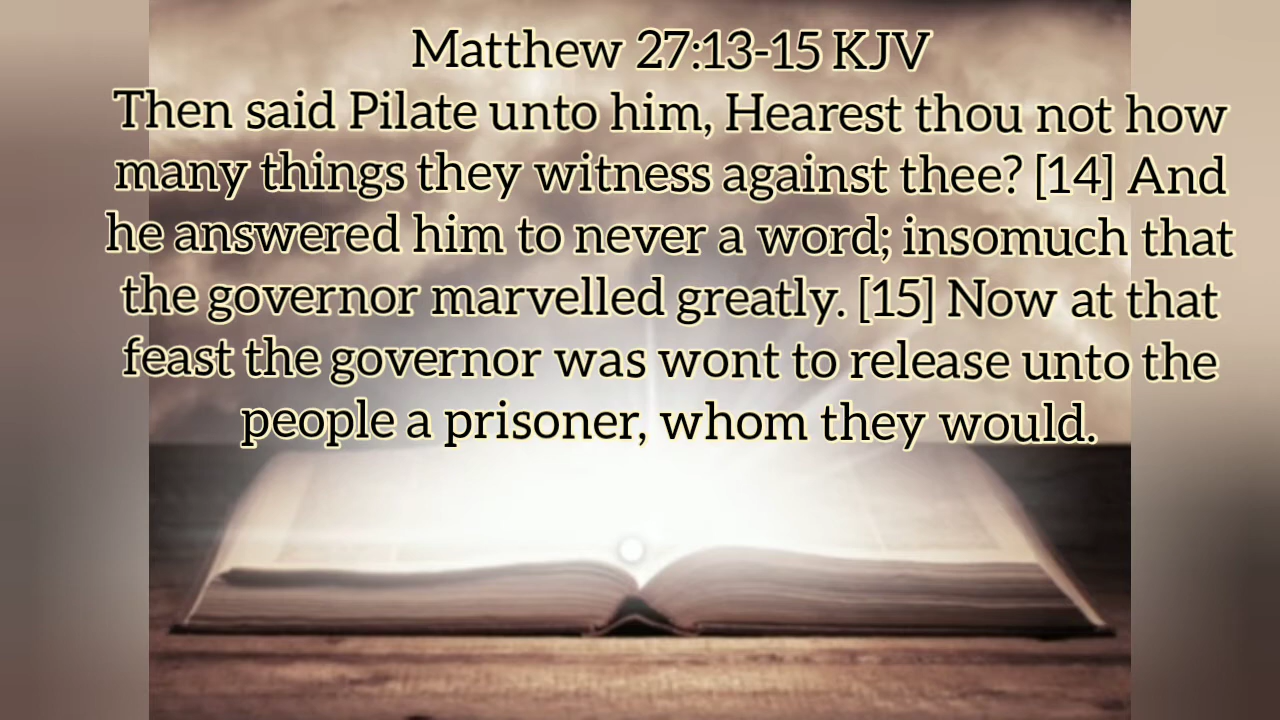 Matthew 27:13-15 KJV
Then said Pilate unto him, Hearest thou not how
many things they witness against thee? [14] And
he answered him to never a word; insomuch that
the governor marvelled greatly. [15] Now at that
feast the governor was wont to release unto the
people a prisoner, whom they would.